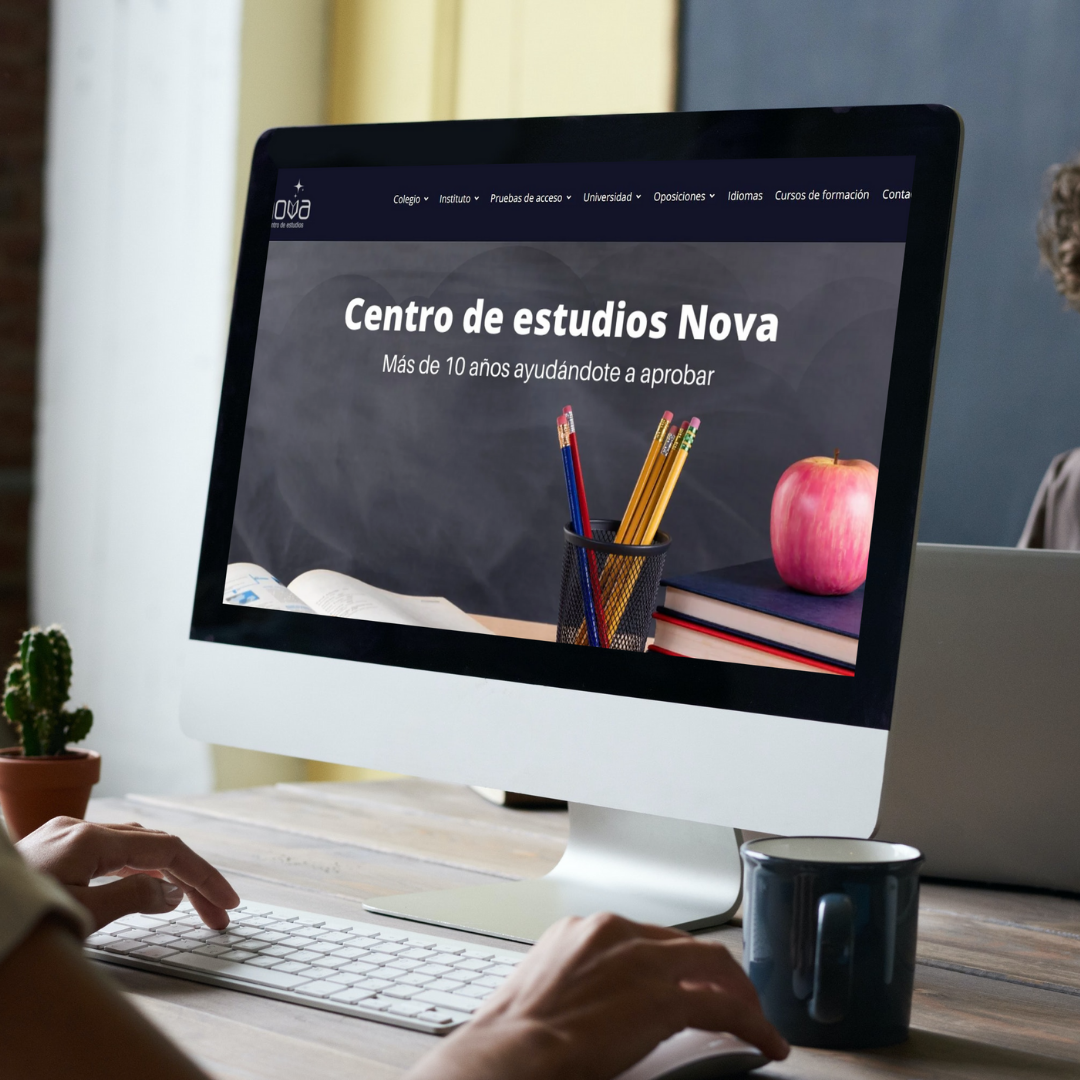 nova
centro de estudios
Colegio Instituto Pruebas de acceso Universidad Oposiciones Idiomas Cursos de formación Conta
Centro de estudios Nova
Más de 10 años ayudándote a aprobar